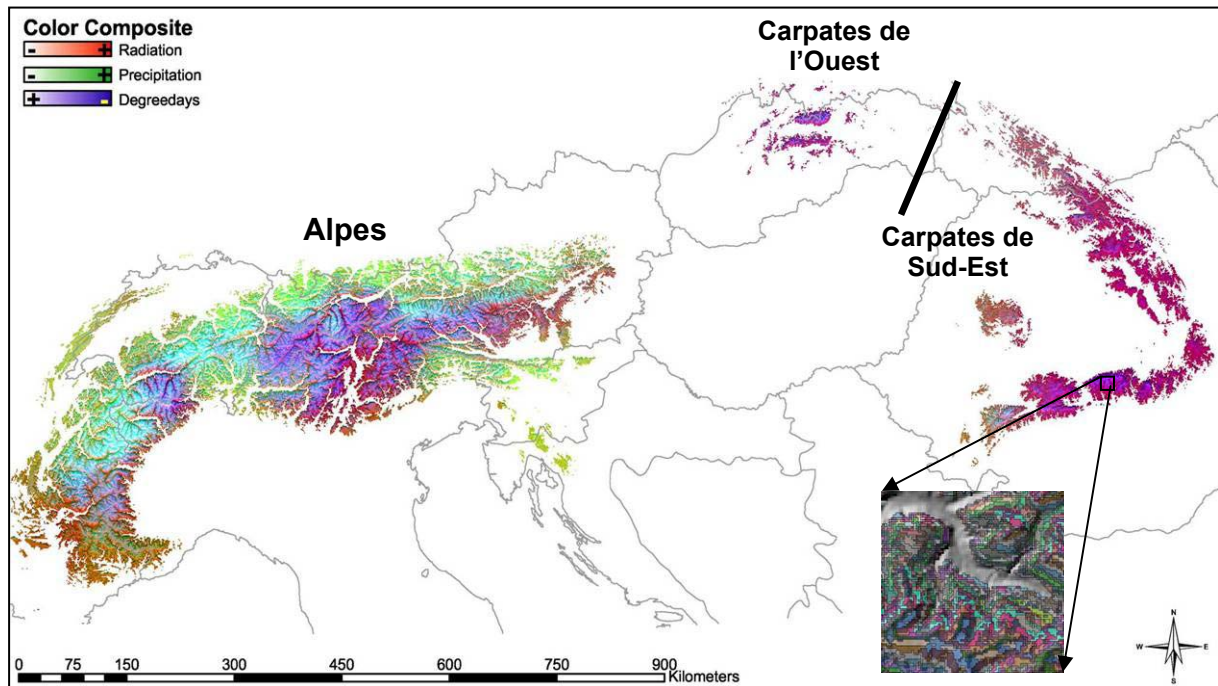 Color Composite
- + Radiation
- + Precipitation
+ - Degreedays
Carpates de
l’Ouest
Alpes
Carpates de
Sud-Est
N
W E
S
0 75 150 300 450 600 750 900
Kilometers